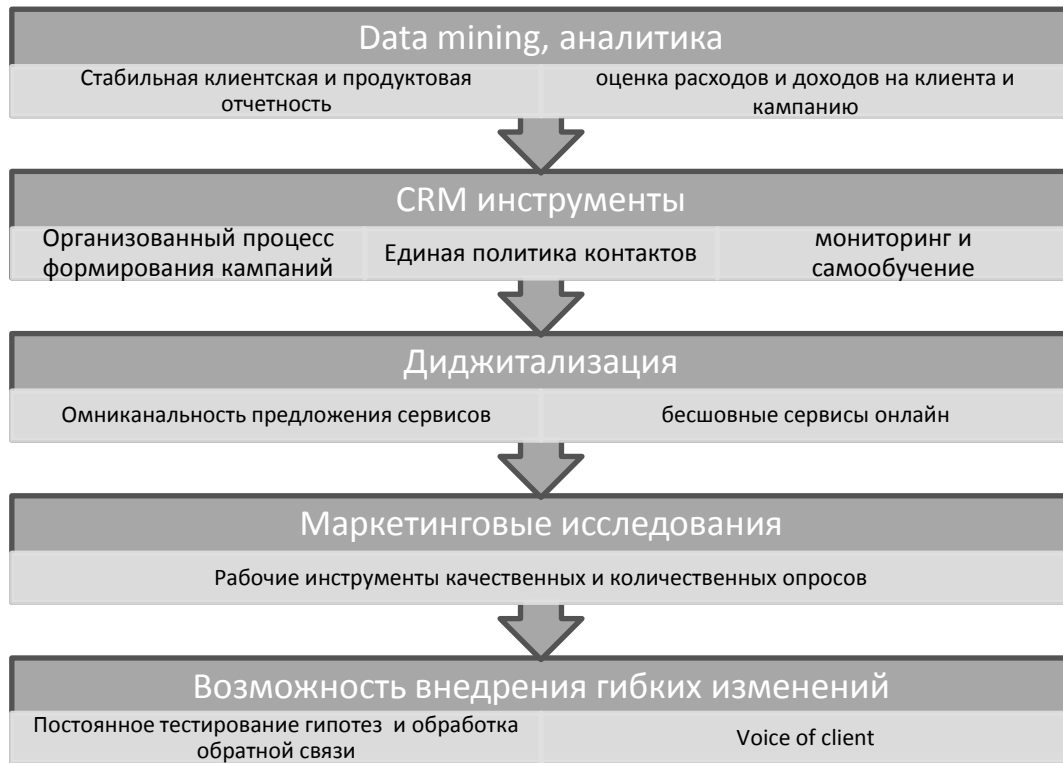 Data mining, аналитика
Стабильная клиентская и продуктовая
отчетность
оценка расходов и доходов на клиента и
кампанию
CRM инструменты
Организованный процесс
формирования кампаний
Единая политика контактов
мониторинг и
самообучение
Диджитализация
Омниканальность предложения сервисов
бесшовные сервисы онлайн
Маркетинговые исследования
Рабочие инструменты качественных и количественных опросов
Возможность внедрения гибких изменений
Постоянное тестирование гипотез и обработка
обратной связи
Voice of client